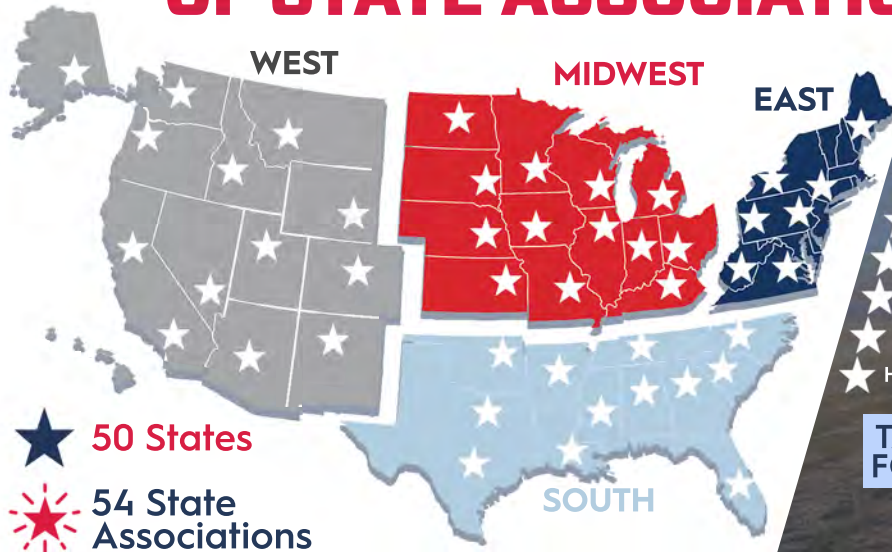 WEST
MIDWEST
EAST
SOUTH
50 States
54 State
Associations